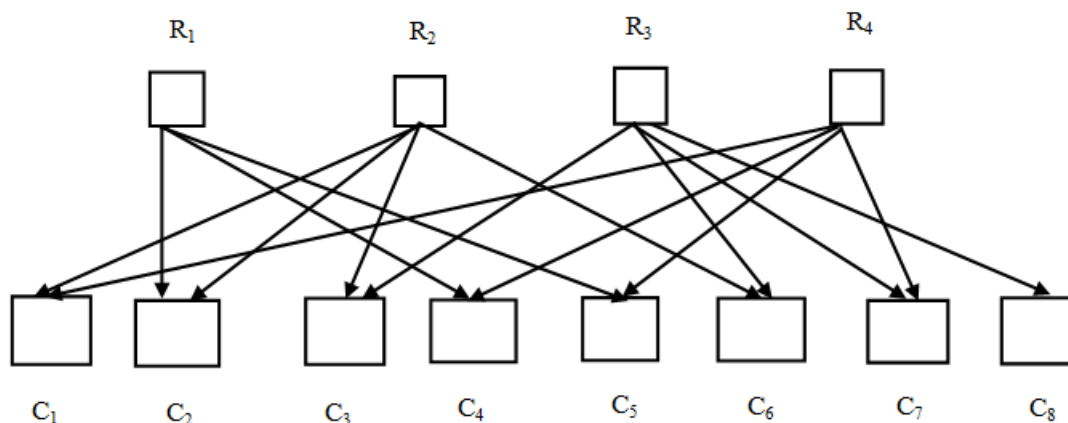 R₁ R₂ R₃ R₄
C₁ C₂ C₃ C₄ C₅ C₆ C₇ C₈